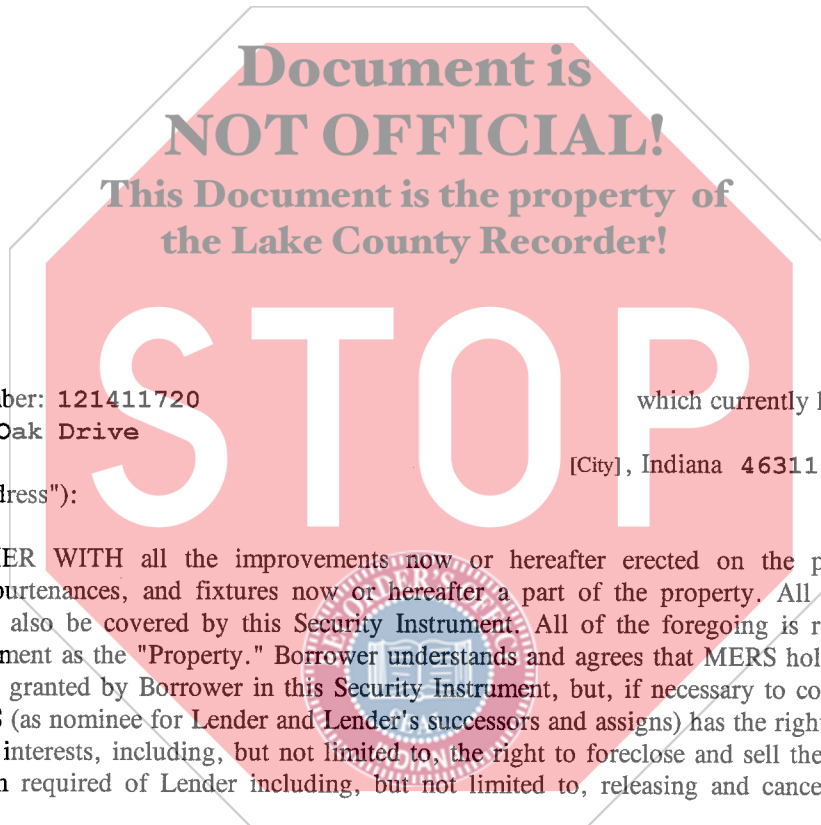 Document is
NOT OFFICIAL!
This Document is the property of
the Lake County Recorder!
STOP
ber: 121411720 which currently
Oak Drive
[City], Indiana 46311
dress"):
ER WITH all the improvements now or hereafter erected on the p
urtenances, and fixtures now or hereafter a part of the property. All
also be covered by this Security Instrument. All of the foregoing is r
ment as the "Property." Borrower understands and agrees that MERS hol
granted by Borrower in this Security Instrument, but, if necessary to co
(as nominee for Lender and Lender's successors and assigns) has the right
interests, including, but not limited to, the right to foreclose and sell the
required of Lender including, but not limited to, releasing and cance
RECORDER'S OFFICE
INDIANA